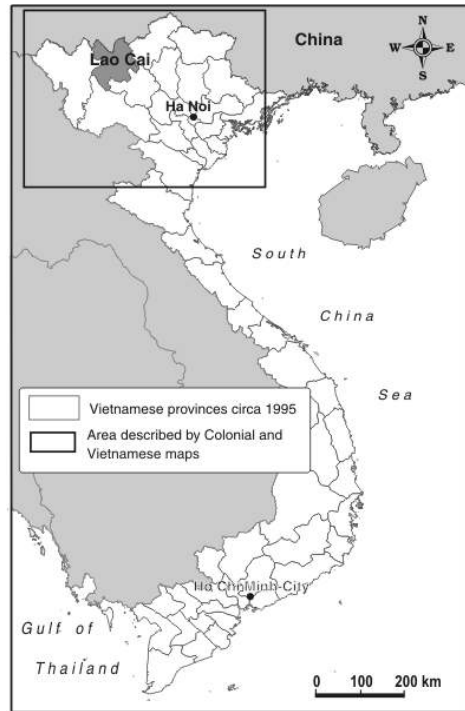 N
China
W E
S
Lao Cai
Ha Noi
South
China
Sea
Vietnamese provinces circa 1995
Area described by Colonial and
Vietnamese maps
Ho Chi Minh City
Gulf of
Thailand
0 100 200 km